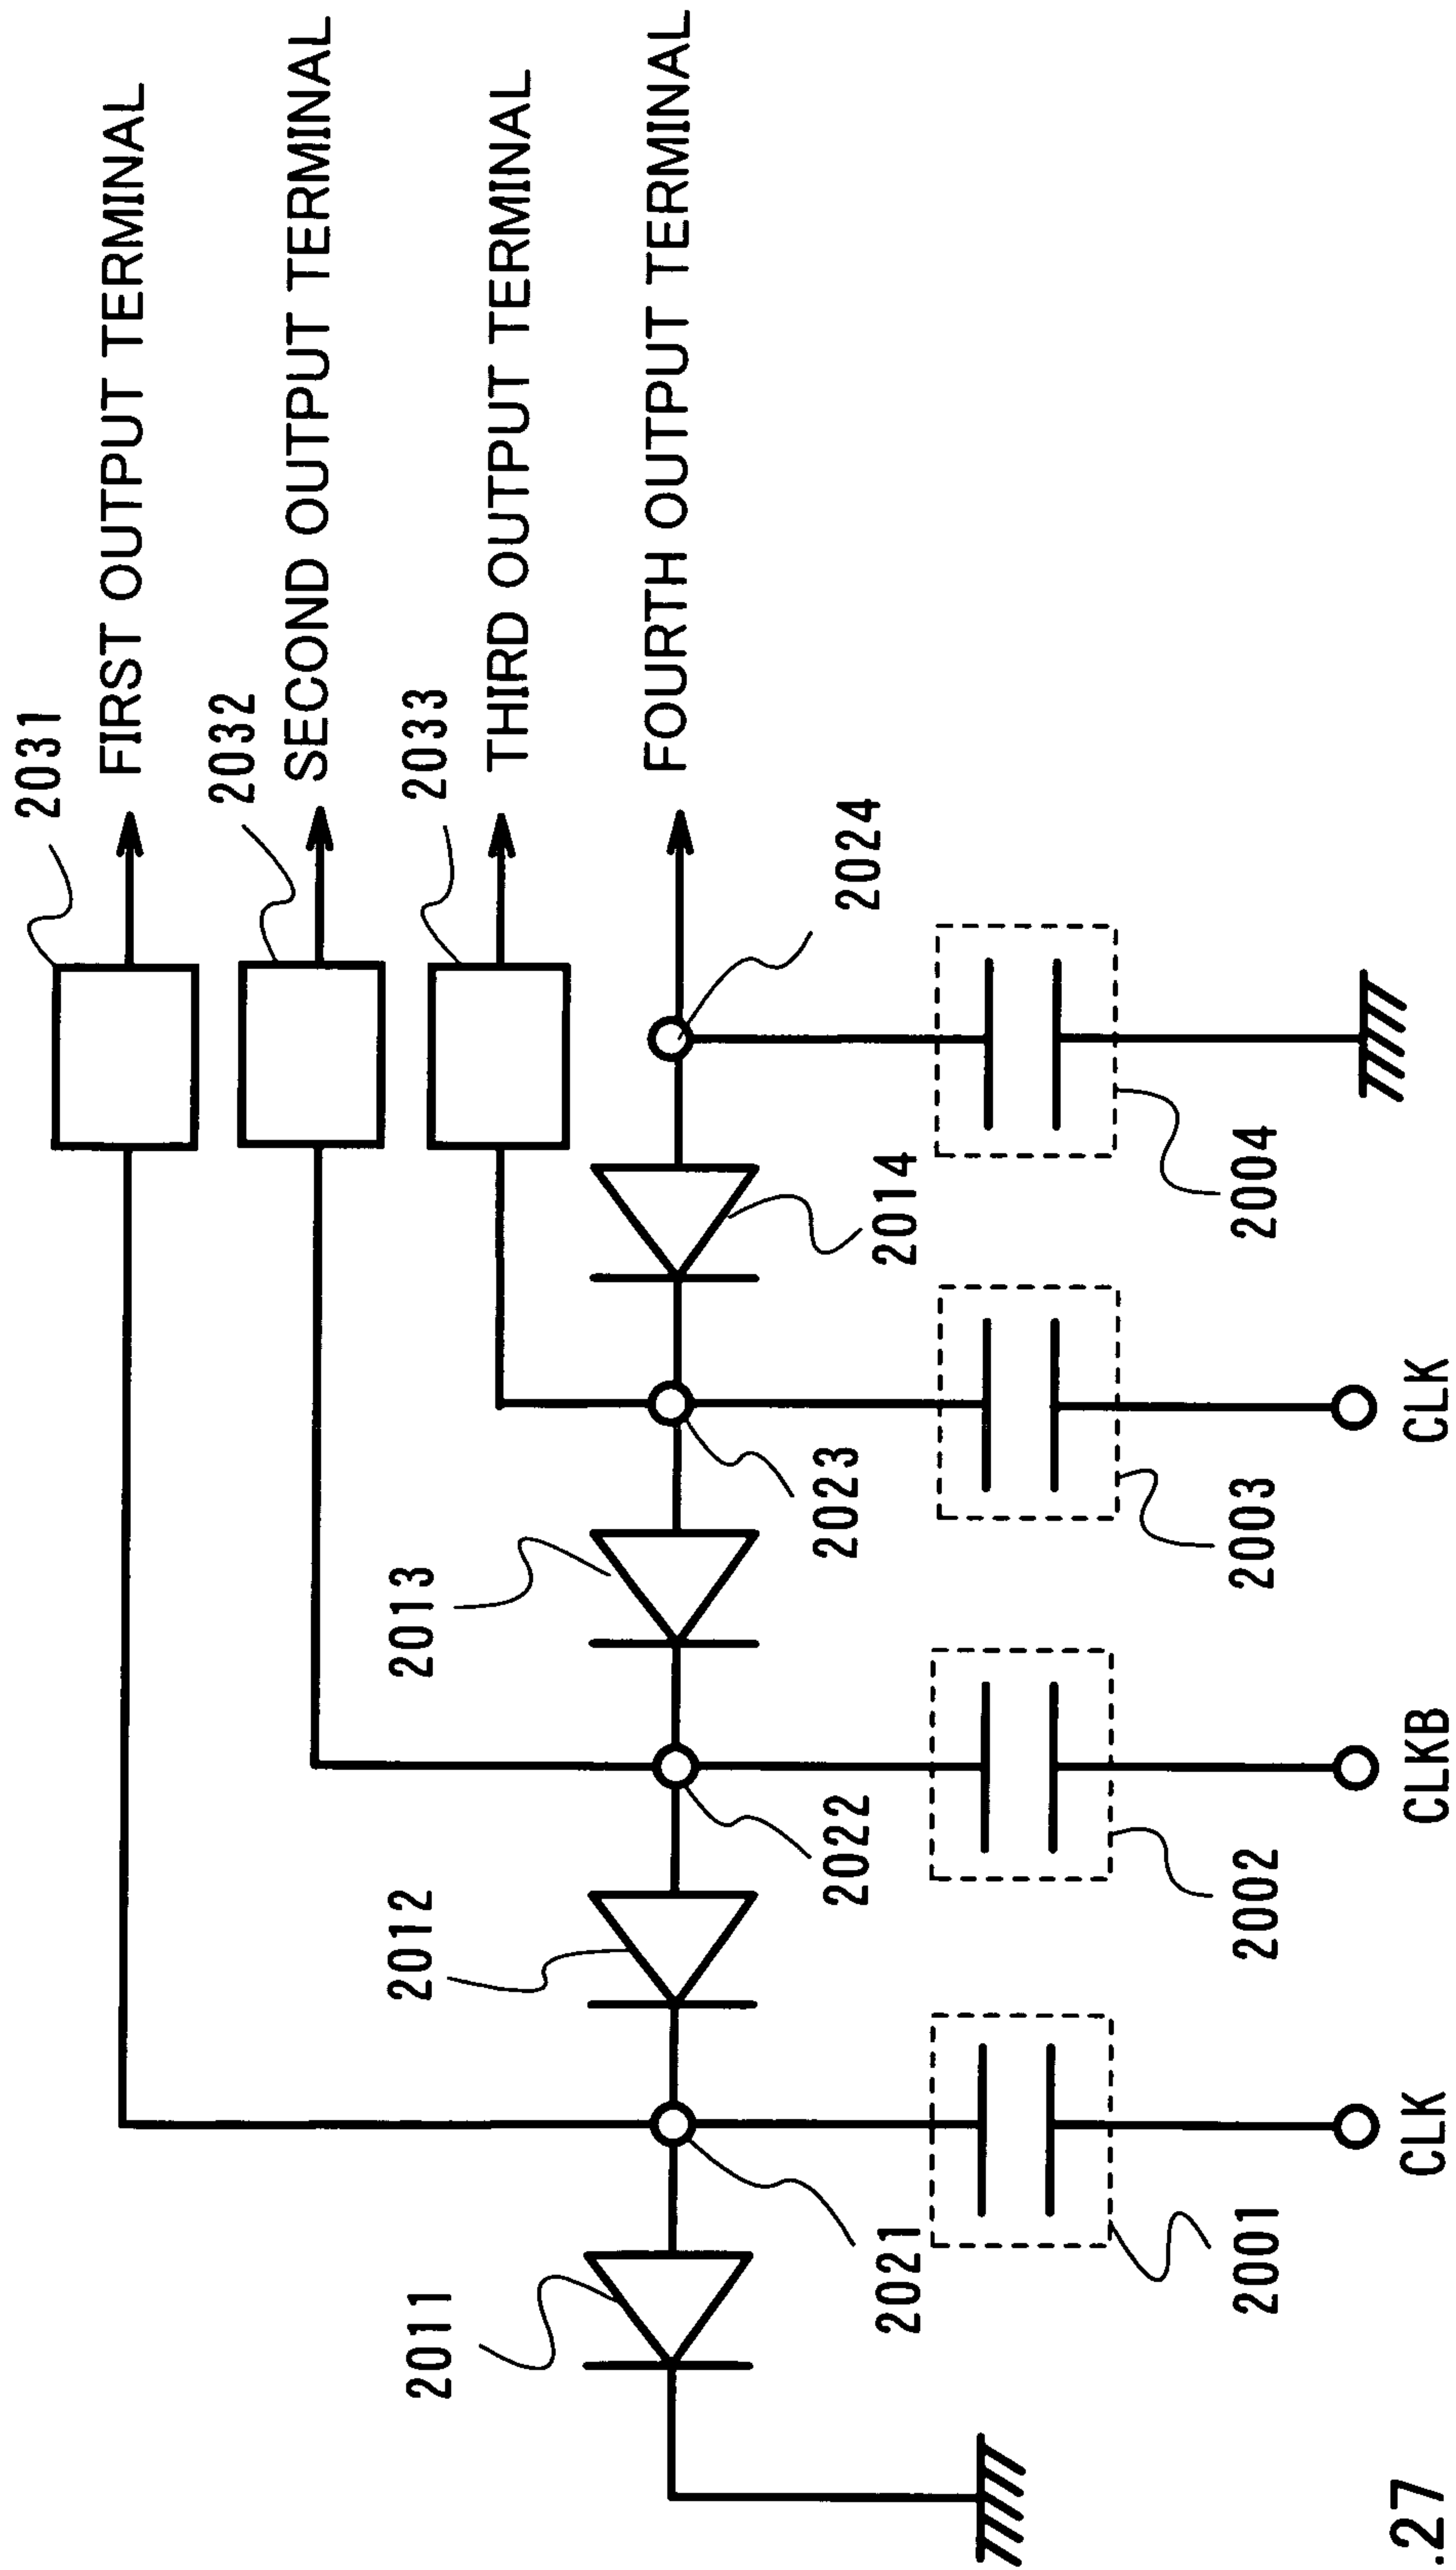 2031
FIRST OUTPUT TERMINAL
2032
SECOND OUTPUT TERMINAL
2033
THIRD OUTPUT TERMINAL
FOURTH OUTPUT TERMINAL
2011
2012
2013
2014
2024
2021
2022
2023
2001
2002
2003
2004
CLK
CLKB
CLK
.27